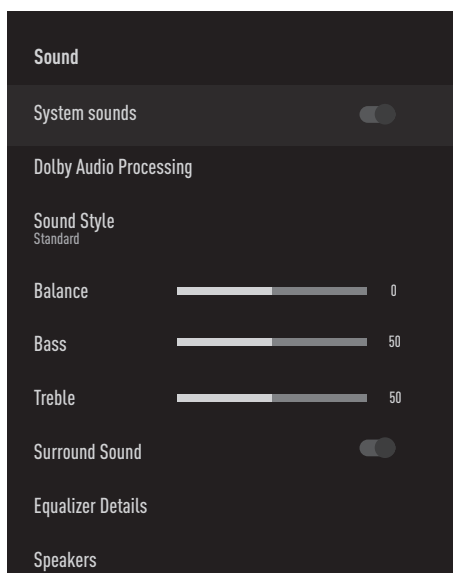 Sound
System sounds
Dolby Audio Processing
Sound Style
Standard
Balance 0
Bass 50
Treble 50
Surround Sound
Equalizer Details
Speakers